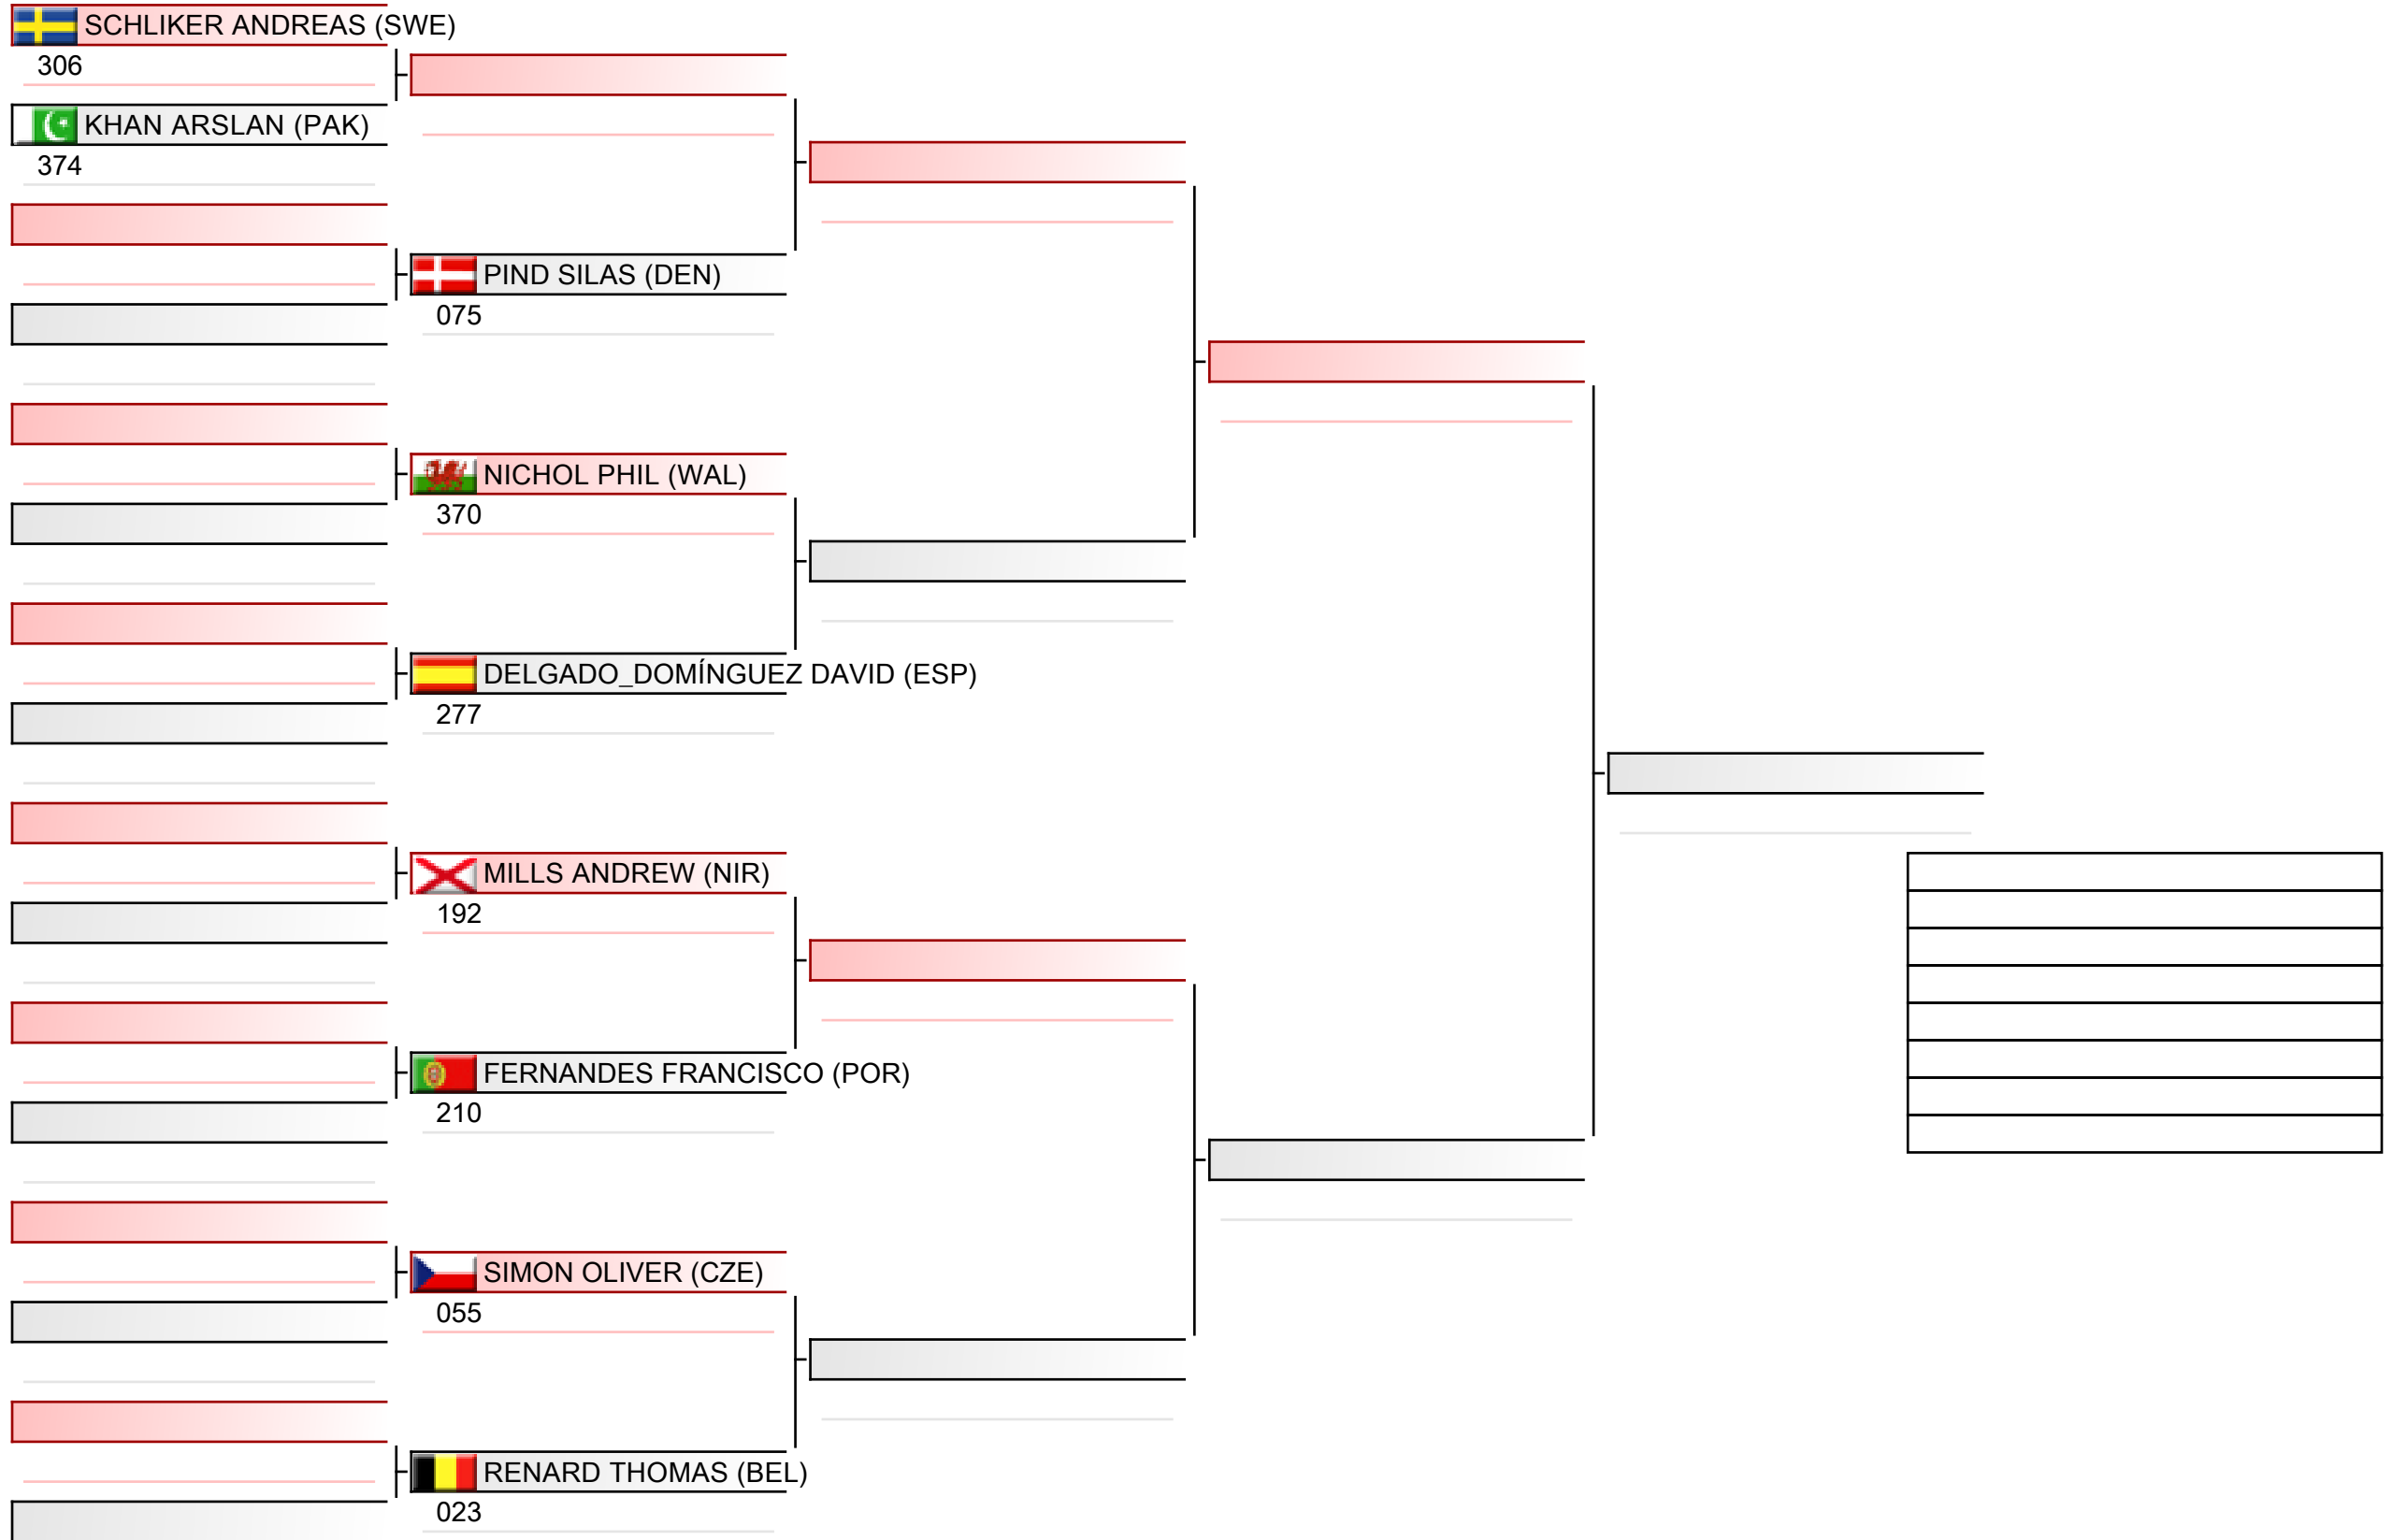 SCHLIKER ANDREAS (SWE)
306
KHAN ARSLAN (PAK)
374
PIND SILAS (DEN)
075
NICHOL PHIL (WAL)
370
DELGADO_DOMÍNGUEZ DAVID (ESP)
277
MILLS ANDREW (NIR)
192
FERNANDES FRANCISCO (POR)
210
SIMON OLIVER (CZE)
055
RENARD THOMAS (BEL)
023